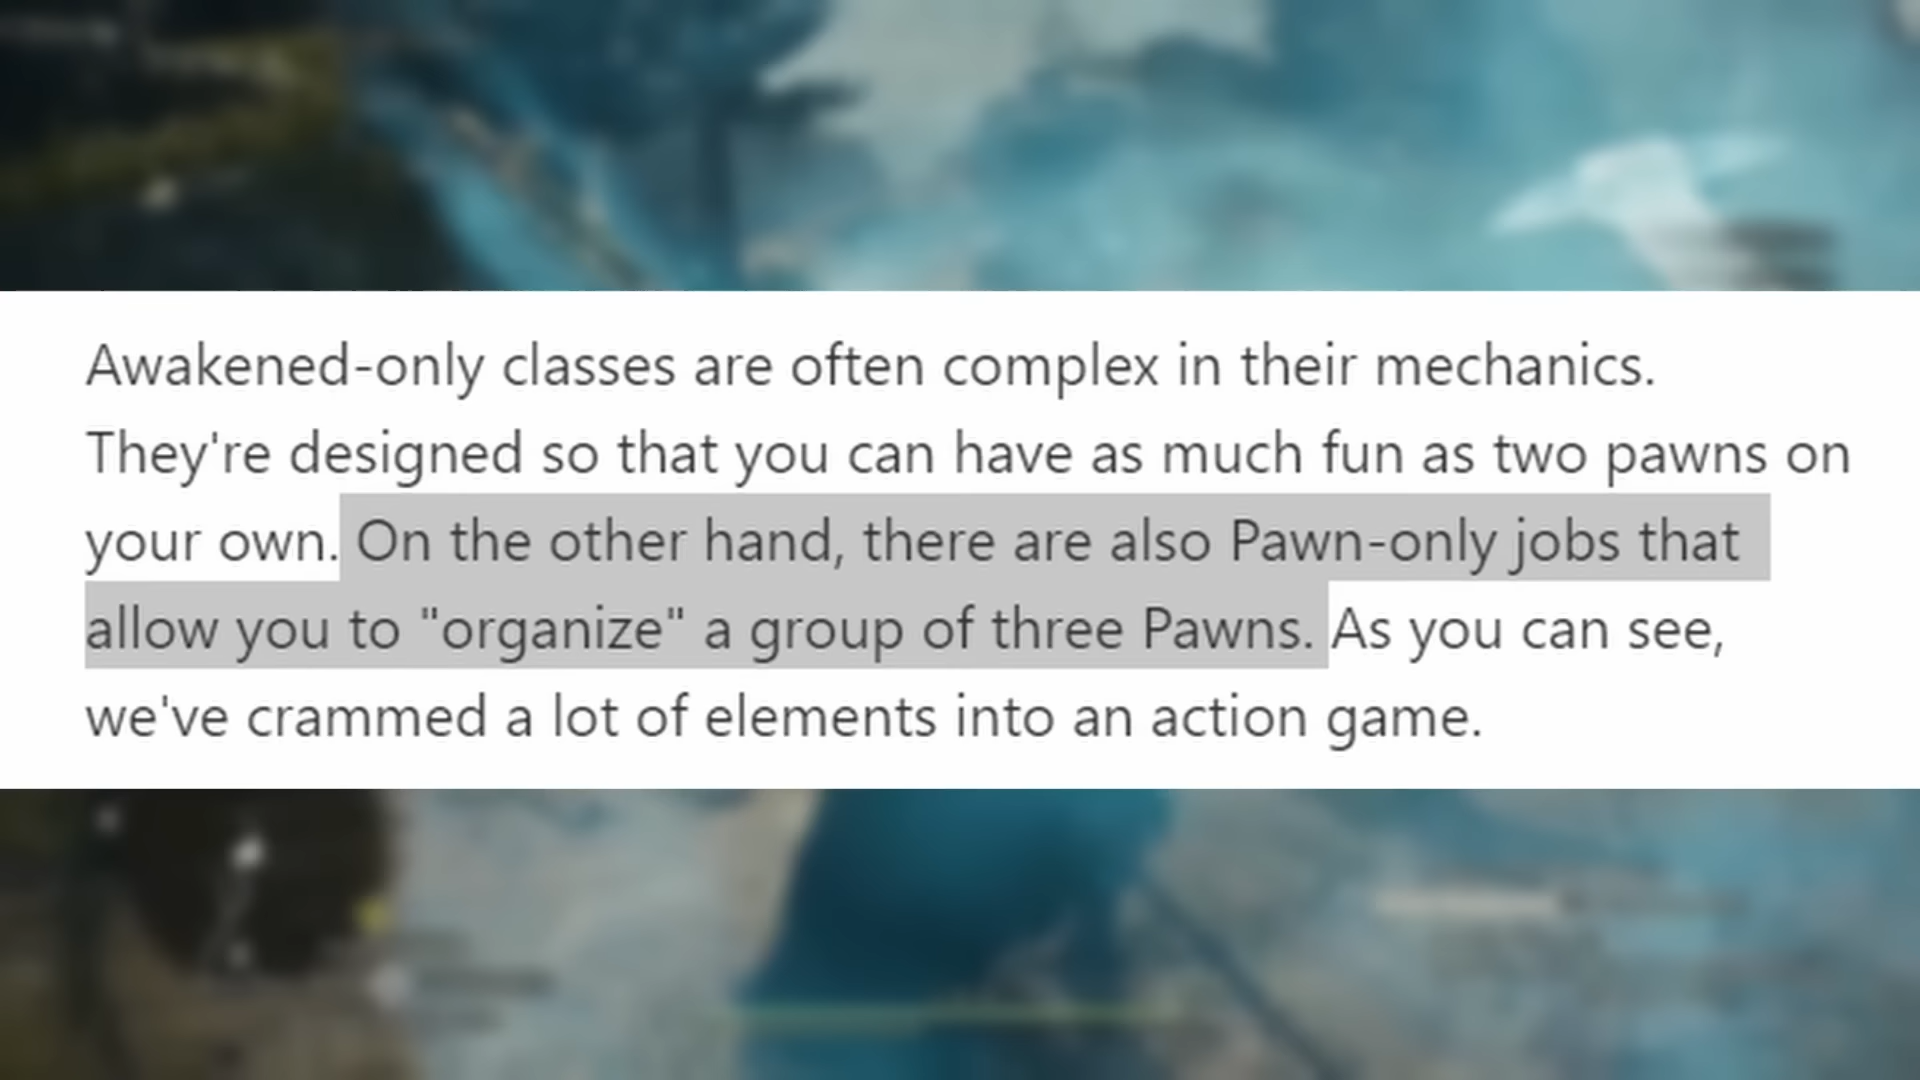 Awakened-only classes are often complex in their mechanics.
They're designed so that you can have as much fun as two pawns on
your own. On the other hand, there are also Pawn-only jobs that
allow you to "organize" a group of three Pawns. As you can see,
we've crammed a lot of elements into an action game.